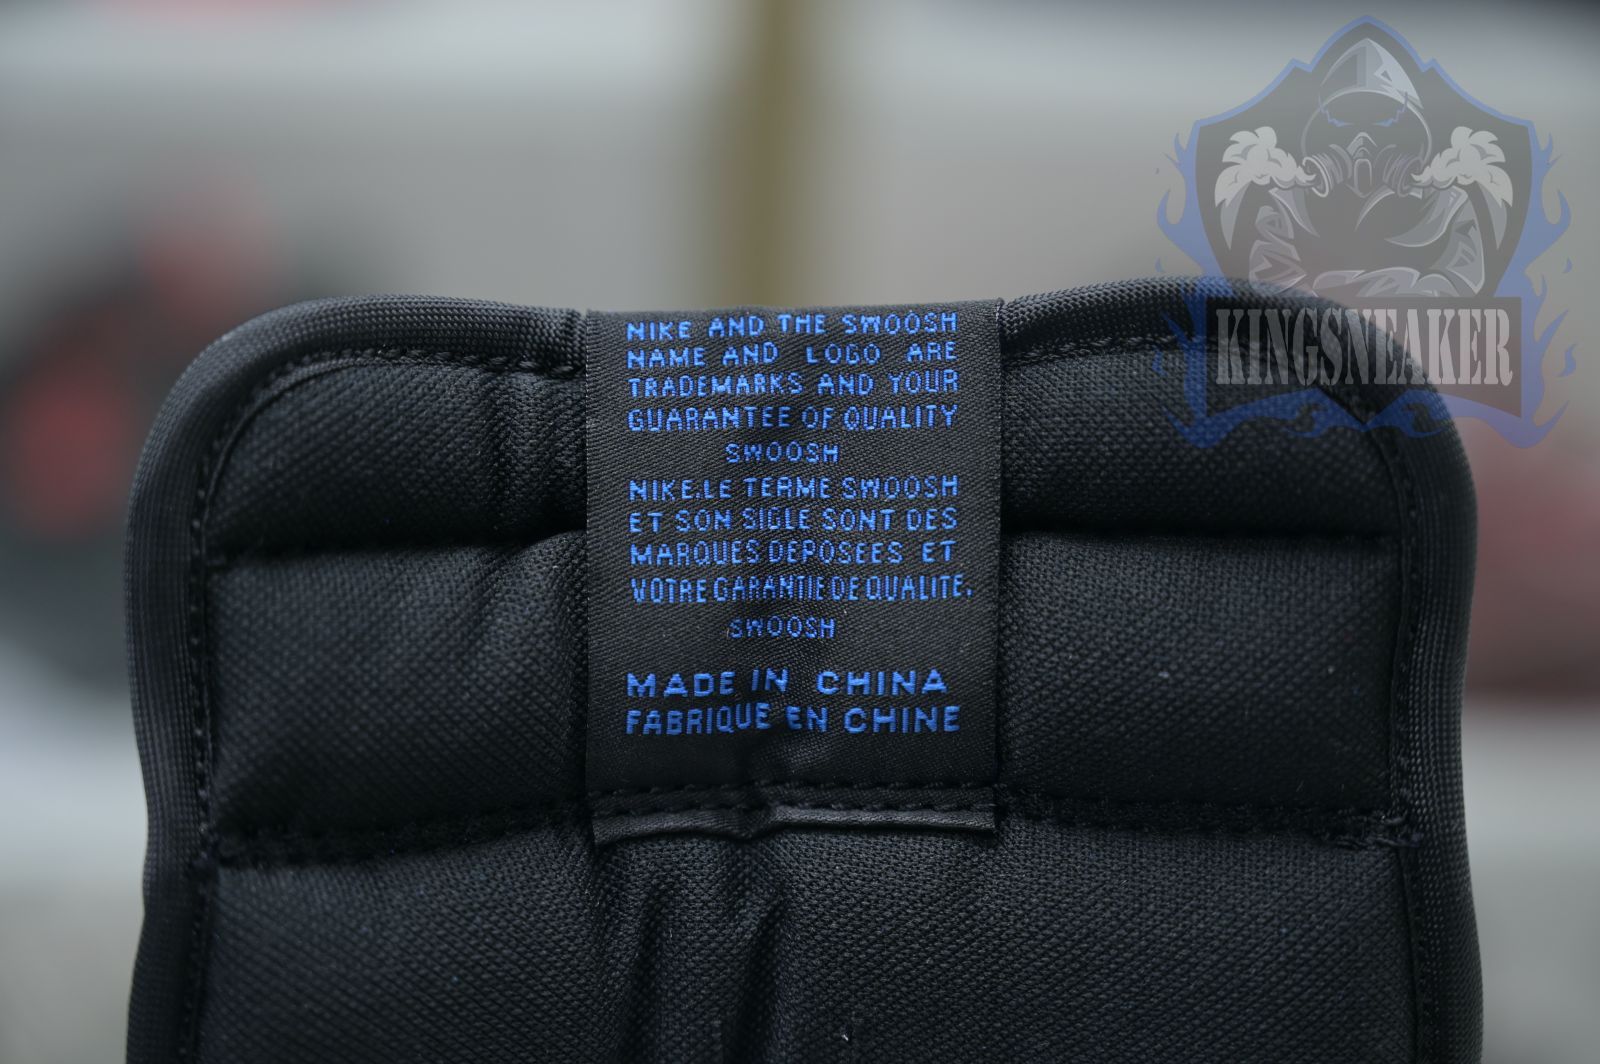 NIKE AND THE SWOOSH
NAME AND LOGO ARE
TRADEMARKS AND YOUR
GUARANTEE OF QUALITY
SWOOSH
NIKE.LE TERME SWOOSH
ET SON SIGLE SONT DES
MARQUES DEPOSEES ET
VOTRE GARANTIE DE QUALITE.
SWOOSH
MADE IN CHINA
FABRIQUE EN CHINE
KINGSNEAKER